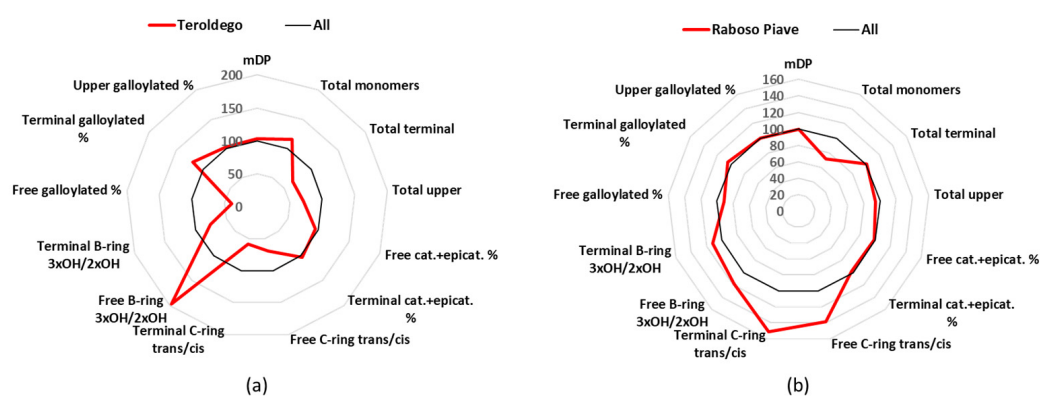 Teroldego All
mDP
200
150
100
50
0
Total monomers
Total terminal
Total upper
Free cat.+epicat. %
Terminal cat.+epicat.
%
Free C-ring trans/cis
Terminal C-ring
trans/cis
Free B-ring
3xOH/2xOH
Terminal B-ring
3xOH/2xOH
Free galloylated %
Terminal galloylated
%
Upper galloylated %
(a)
Raboso Piave All
mDP
160
140
120
100
80
60
40
20
0
Total monomers
Total terminal
Total upper
Free cat.+epicat. %
Terminal cat.+epicat.
%
Free C-ring trans/cis
Terminal C-ring
trans/cis
Free B-ring
3xOH/2xOH
Terminal B-ring
3xOH/2xOH
Free galloylated %
Terminal galloylated
%
Upper galloylated %
(b)